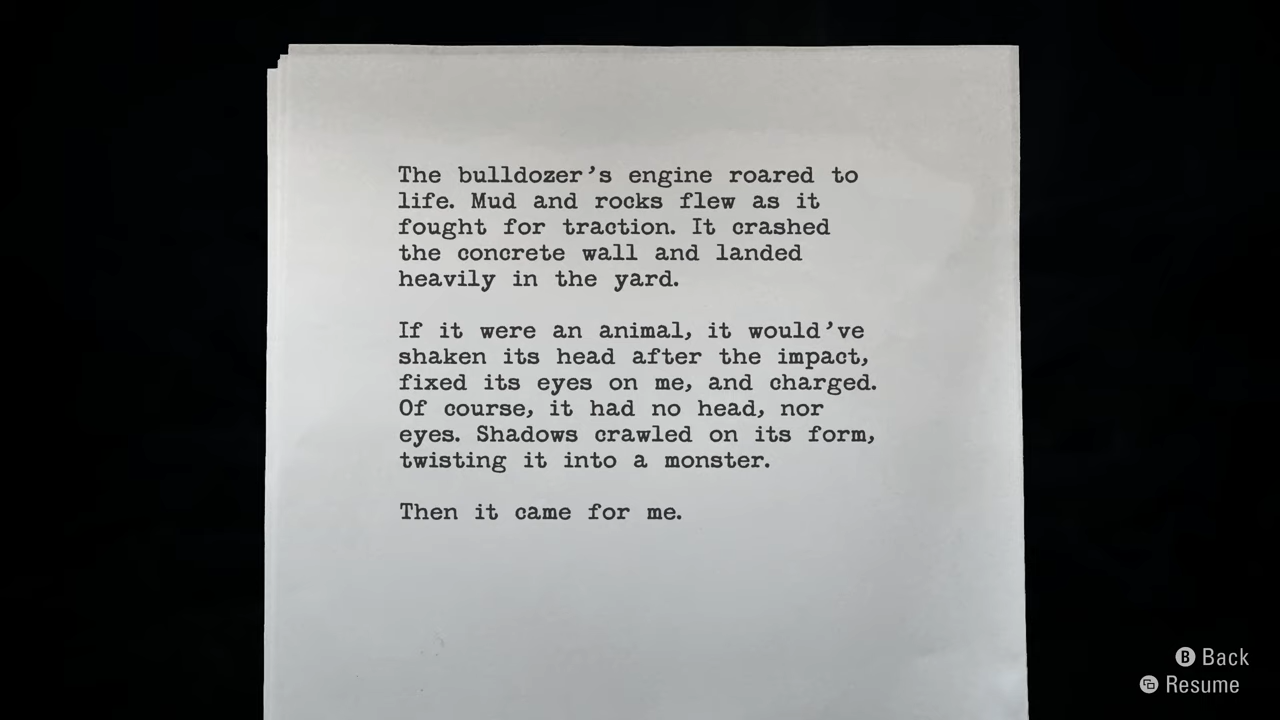 The bulldozer’s engine roared to
life. Mud and rocks flew as it
fought for traction. It crashed
the concrete wall and landed
heavily in the yard.
If it were an animal, it would’ve
shaken its head after the impact,
fixed its eyes on me, and charged.
Of course, it had no head, nor
eyes. Shadows crawled on its form,
twisting it into a monster.
Then it came for me.
B Back
Resume